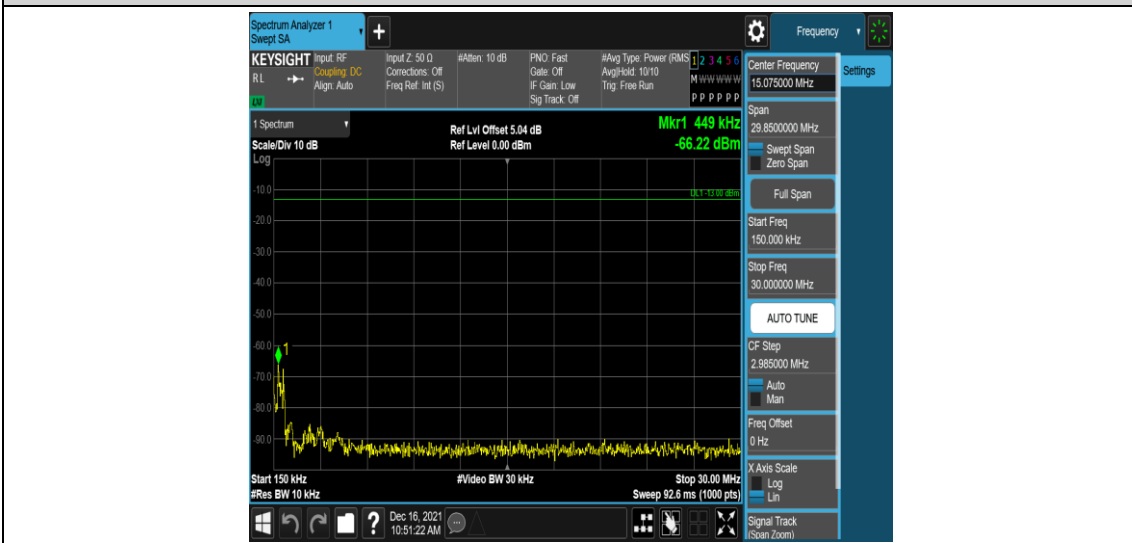 Spectrum Analyzer 1
Swept SA
+
Frequency
KEYSIGHT
RL
LXI
Input: RF
Coupling: DC
Align: Auto
Input Z: 50 Ω
Corrections: Off
Freq Ref: Int (S)
#Atten: 10 dB
PNO: Fast
Gate: Off
IF Gain: Low
Sig Track: Off
#Avg Type: Power (RMS
Avg|Hold: 10/10
Trig: Free Run
1 2 3 4 5 6
M W W W W W
P P P P P P
1 Spectrum
Scale/Div 10 dB
Log
Ref Lvl Offset 5.04 dB
Ref Level 0.00 dBm
Mkr1 449 kHz
-66.22 dBm
DL1 -13.00 dBm
-10.0
-20.0
-30.0
-40.0
-50.0
-60.0
1
-70.0
-80.0
-90.0
Start 150 kHz
#Res BW 10 kHz
#Video BW 30 kHz
Stop 30.00 MHz
Sweep 92.6 ms (1000 pts)
?
Dec 16, 2021
10:51:22 AM
Center Frequency
15.075000 MHz
Span
29.8500000 MHz
Swept Span
Zero Span
Full Span
Start Freq
150.000 kHz
Stop Freq
30.000000 MHz
AUTO TUNE
CF Step
2.985000 MHz
Auto
Man
Freq Offset
0 Hz
X Axis Scale
Log
Lin
Signal Track
(Span Zoom)
Settings